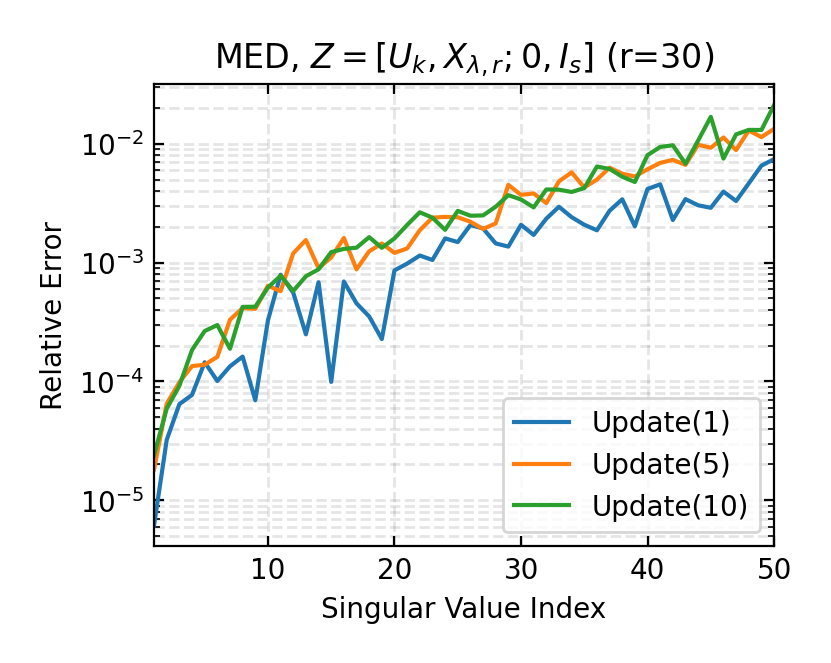 MED, Z = [U_k, X_{λ,r}; 0, I_s] (r=30)
Relative Error
10^{-2}
10^{-3}
10^{-4}
10^{-5}
Update(1)
Update(5)
Update(10)
10 20 30 40 50
Singular Value Index